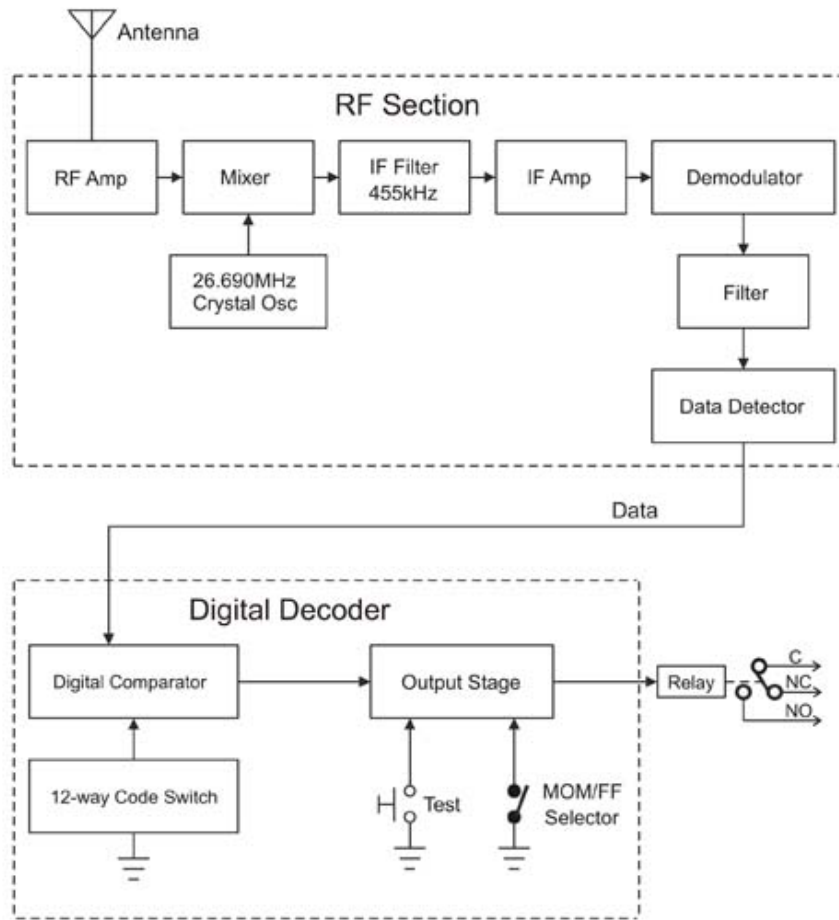 Antenna
RF Section
RF Amp
Mixer
IF Filter
455kHz
IF Amp
Demodulator
26.690MHz
Crystal Osc
Filter
Data Detector
Data
Digital Decoder
Digital Comparator
Output Stage
Relay
C
NC
NO
12-way Code Switch
Test
MOM/FF
Selector